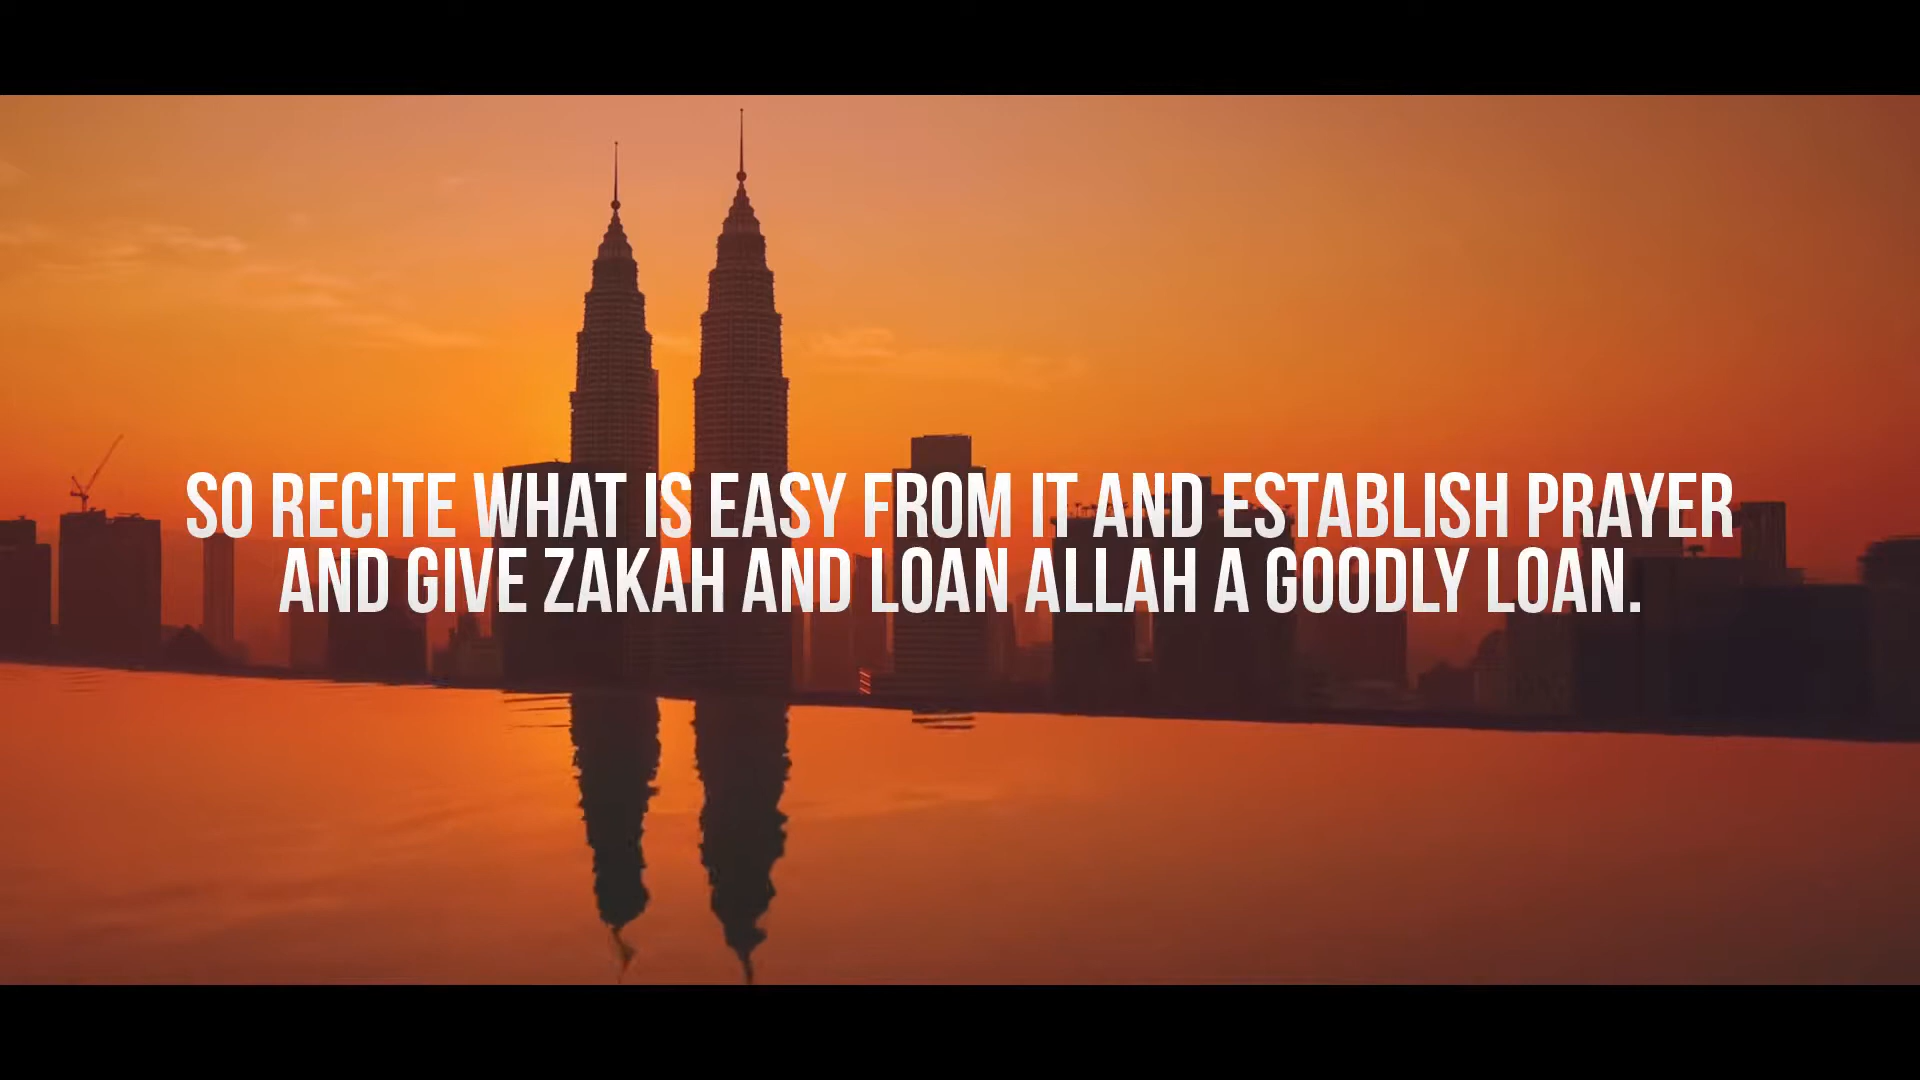 SO RECITE WHAT IS EASY FROM IT AND ESTABLISH PRAYER
AND GIVE ZAKAH AND LOAN ALLAH A GOODLY LOAN.